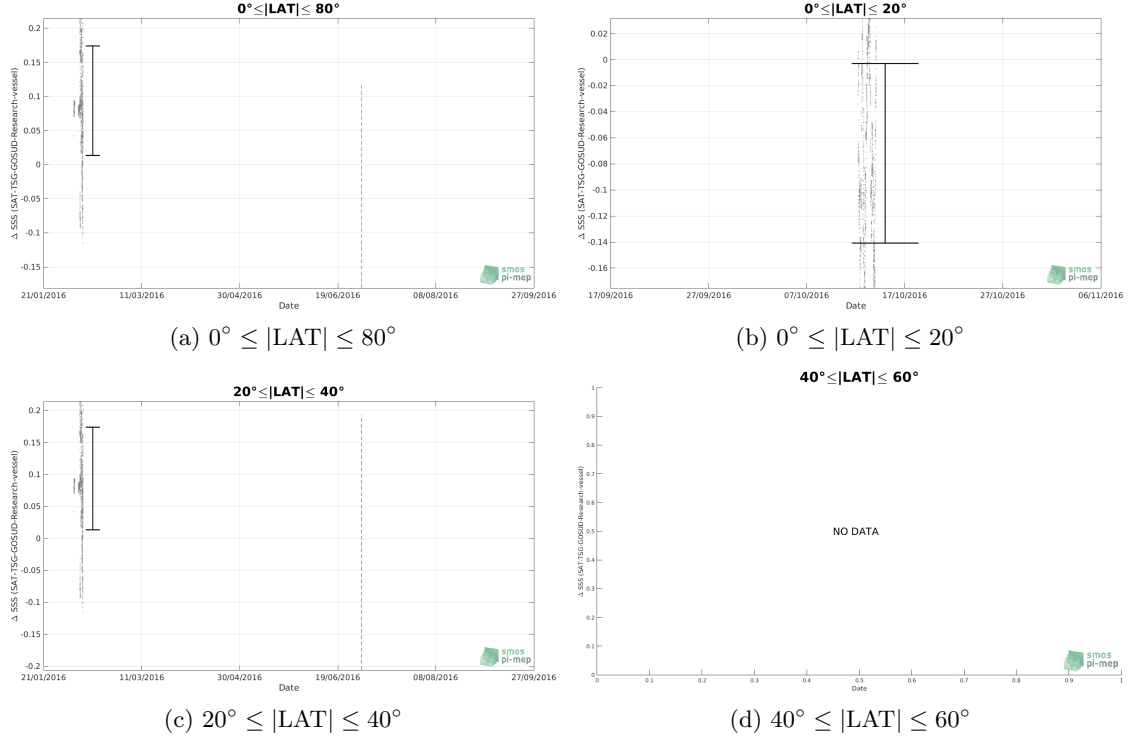 0°≤|LAT|≤ 80°
Δ SSS (SAT-TSG-GOSUD-Research-vessel)
0.2
0.15
0.1
0.05
0
-0.05
-0.1
-0.15
21/01/2016 11/03/2016 30/04/2016 19/06/2016 08/08/2016 27/09/2016
Date
smos
pi-mep
(a) 0° ≤ |LAT| ≤ 80°
0°≤|LAT|≤ 20°
Δ SSS (SAT-TSG-GOSUD-Research-vessel)
0.02
0
-0.02
-0.04
-0.06
-0.08
-0.1
-0.12
-0.14
-0.16
17/09/2016 27/09/2016 07/10/2016 17/10/2016 27/10/2016 06/11/2016
Date
smos
pi-mep
(b) 0° ≤ |LAT| ≤ 20°
20°≤|LAT|≤ 40°
Δ SSS (SAT-TSG-GOSUD-Research-vessel)
0.2
0.15
0.1
0.05
0
-0.05
-0.1
-0.15
-0.2
21/01/2016 11/03/2016 30/04/2016 19/06/2016 08/08/2016 27/09/2016
Date
smos
pi-mep
(c) 20° ≤ |LAT| ≤ 40°
40°≤|LAT|≤ 60°
Δ SSS (SAT-TSG-GOSUD-Research-vessel)
1
0.9
0.8
0.7
0.6
0.5
0.4
0.3
0.2
0.1
0
NO DATA
0 0.1 0.2 0.3 0.4 0.5 0.6 0.7 0.8 0.9 1
Date
smos
pi-mep
(d) 40° ≤ |LAT| ≤ 60°